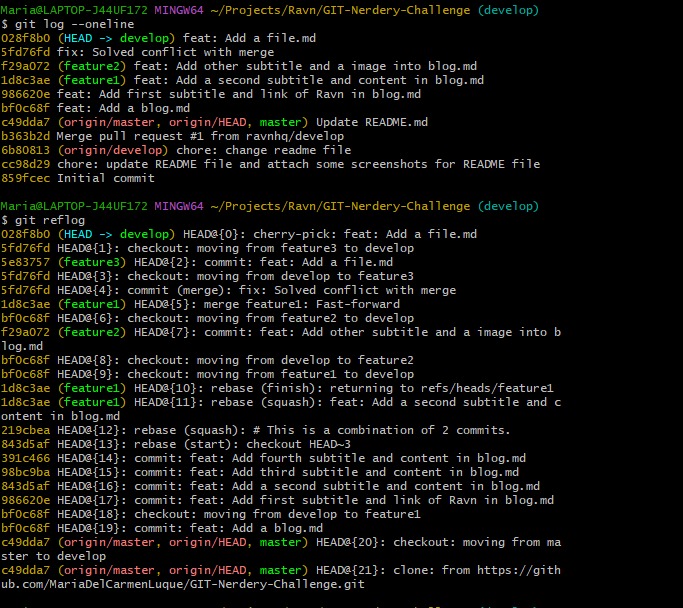 Maria@LAPTOP-J44UF172 MINGW64 ~/Projects/Ravn/GIT-Nerdery-Challenge (develop)
$ git log --oneline
028f8b0 (HEAD -> develop) feat: Add a file.md
5fd76fd fix: Solved conflict with merge
f29a072 (feature2) feat: Add other subtitle and a image into blog.md
1d8c3ae (feature1) feat: Add a second subtitle and content in blog.md
986620e feat: Add first subtitle and link of Ravn in blog.md
bf0c68f feat: Add a blog.md
c49dda7 (origin/master, origin/HEAD, master) Update README.md
b363b2d Merge pull request #1 from ravnhq/develop
6b80813 (origin/develop) chore: change readme file
cc98d29 chore: update README file and attach some screenshots for README file
859fcec Initial commit
Maria@LAPTOP-J44UF172 MINGW64 ~/Projects/Ravn/GIT-Nerdery-Challenge (develop)
$ git reflog
028f8b0 (HEAD -> develop) HEAD@{0}: cherry-pick: feat: Add a file.md
5fd76fd HEAD@{1}: checkout: moving from feature3 to develop
5e83757 (feature3) HEAD@{2}: commit: feat: Add a file.md
5fd76fd HEAD@{3}: checkout: moving from develop to feature3
5fd76fd HEAD@{4}: commit (merge): fix: Solved conflict with merge
1d8c3ae (feature1) HEAD@{5}: merge feature1: Fast-forward
bf0c68f HEAD@{6}: checkout: moving from feature2 to develop
f29a072 (feature2) HEAD@{7}: commit: feat: Add other subtitle and a image into b
log.md
bf0c68f HEAD@{8}: checkout: moving from develop to feature2
bf0c68f HEAD@{9}: checkout: moving from feature1 to develop
1d8c3ae (feature1) HEAD@{10}: rebase (finish): returning to refs/heads/feature1
1d8c3ae (feature1) HEAD@{11}: rebase (squash): feat: Add a second subtitle and c
ontent in blog.md
219cbea HEAD@{12}: rebase (squash): # This is a combination of 2 commits.
843d5af HEAD@{13}: rebase (start): checkout HEAD~3
391c466 HEAD@{14}: commit: feat: Add fourth subtitle and content in blog.md
98bc9ba HEAD@{15}: commit: feat: Add third subtitle and content in blog.md
843d5af HEAD@{16}: commit: feat: Add a second subtitle and content in blog.md
986620e HEAD@{17}: commit: feat: Add first subtitle and link of Ravn in blog.md
bf0c68f HEAD@{18}: checkout: moving from develop to feature1
bf0c68f HEAD@{19}: commit: feat: Add a blog.md
c49dda7 (origin/master, origin/HEAD, master) HEAD@{20}: checkout: moving from ma
ster to develop
c49dda7 (origin/master, origin/HEAD, master) HEAD@{21}: clone: from https://gith
ub.com/MariaDelCarmenLuque/GIT-Nerdery-Challenge.git